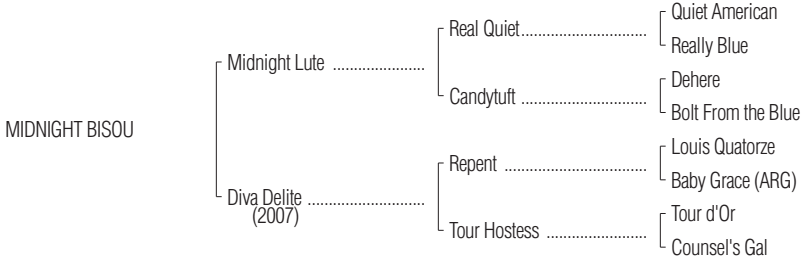 Quiet American
Real Quiet..............................
Really Blue
Midnight Lute ......................
Dehere
Candytuft ..............................
Bolt From the Blue
MIDNIGHT BISOU
Louis Quatorze
Repent ..................................
Baby Grace (ARG)
Diva Delite ............................
(2007)
Tour d'Or
Tour Hostess ........................
Counsel's Gal